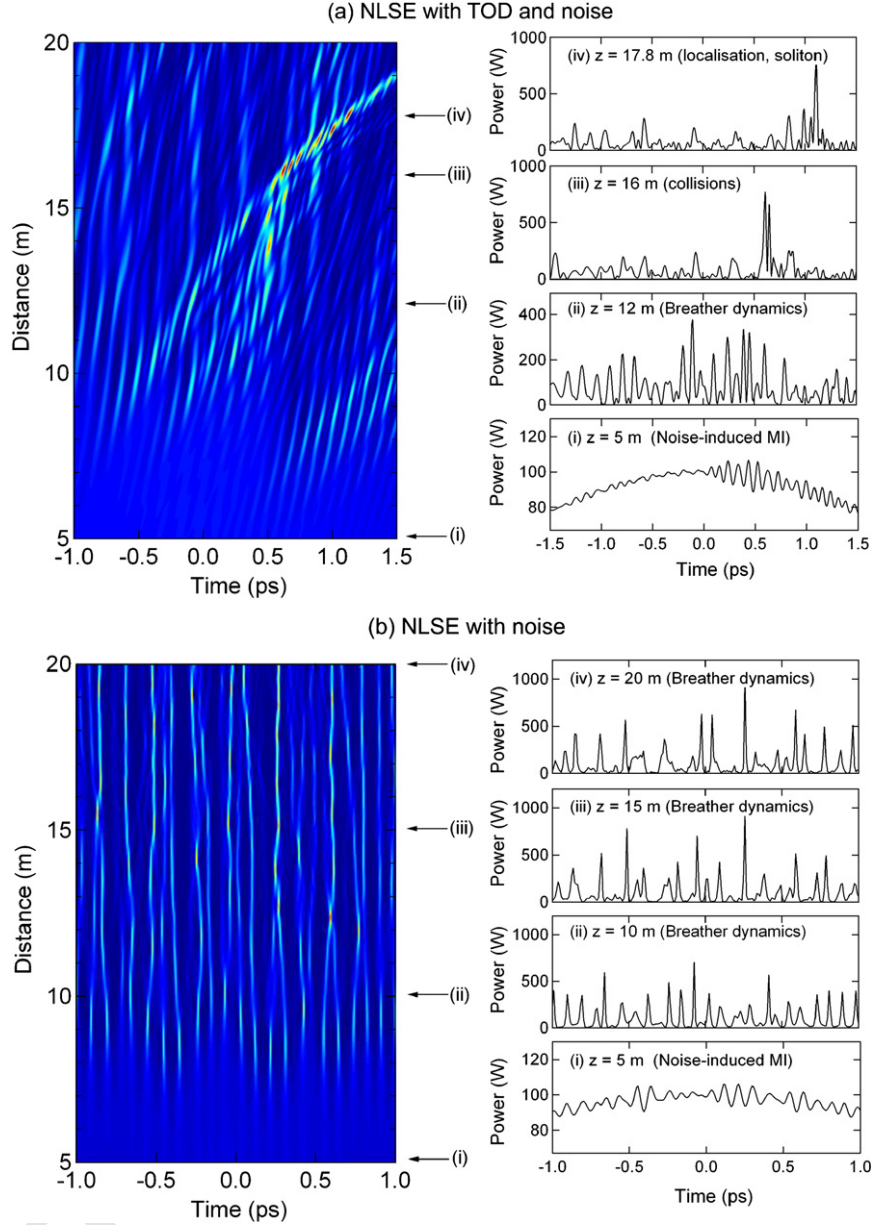 (a) NLSE with TOD and noise
20
15
10
5
Distance (m)
-1.0 -0.5 0.0 0.5 1.0 1.5
Time (ps)
(iv)
(iii)
(ii)
(i)
1000
500
0
Power (W)
(iv) z = 17.8 m (localisation, soliton)
1000
500
0
Power (W)
(iii) z = 16 m (collisions)
400
200
0
Power (W)
(ii) z = 12 m (Breather dynamics)
120
100
80
Power (W)
(i) z = 5 m (Noise-induced MI)
-1.5 -1.0 -0.5 0.0 0.5 1.0 1.5
Time (ps)
(b) NLSE with noise
20
15
10
5
Distance (m)
-1.0 -0.5 0.0 0.5 1.0
Time (ps)
(iv)
(iii)
(ii)
(i)
1000
500
0
Power (W)
(iv) z = 20 m (Breather dynamics)
1000
500
0
Power (W)
(iii) z = 15 m (Breather dynamics)
1000
500
0
Power (W)
(ii) z = 10 m (Breather dynamics)
120
100
80
Power (W)
(i) z = 5 m (Noise-induced MI)
-1.0 -0.5 0.0 0.5 1.0
Time (ps)